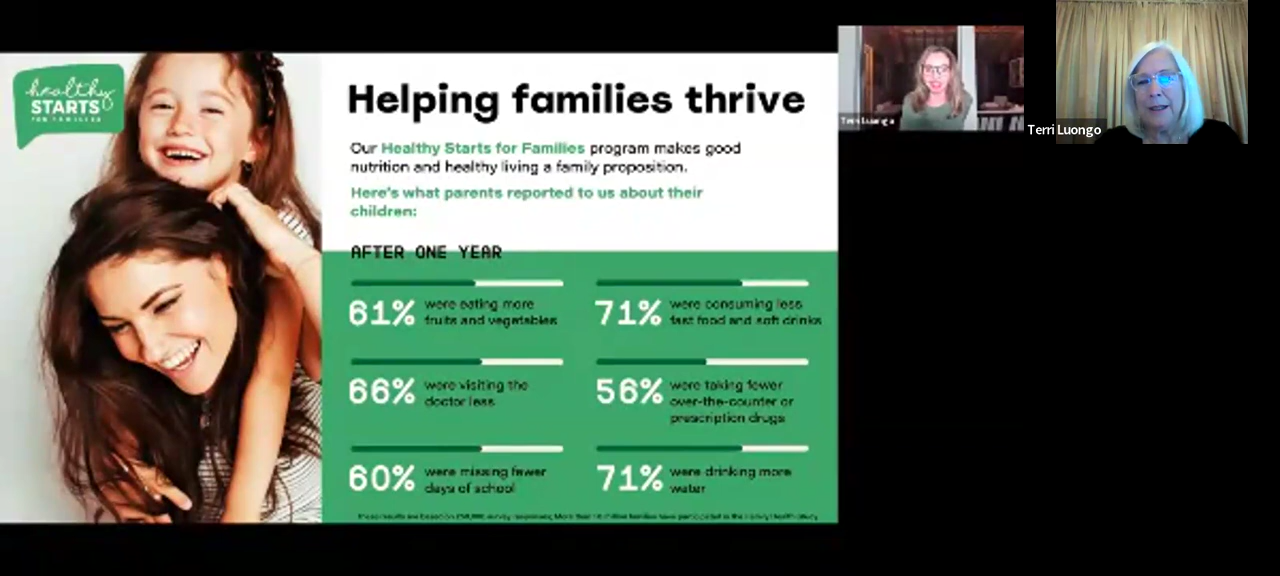 healthy
STARTS
FOR FAMILIES
Helping families thrive
Our Healthy Starts for Families program makes good
nutrition and healthy living a family proposition.
Here's what parents reported to us about their
children:
AFTER ONE YEAR
61% were eating more
fruits and vegetables
71% were consuming less
fast food and soft drinks
66% were visiting the
doctor less
56% were taking fewer
over-the-counter or
prescription drugs
60% were missing fewer
days of school
71% were drinking more
water
Terri Luongo
Terri Luongo